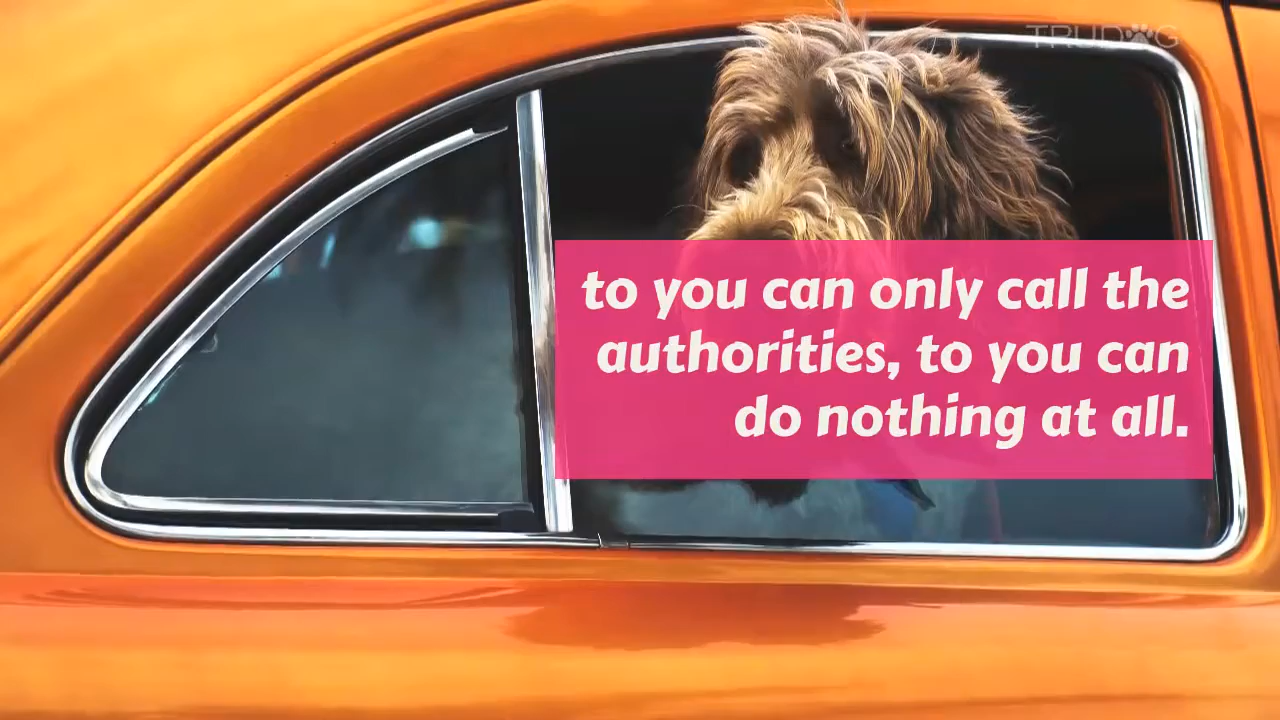 TRUDOG
to you can only call the
authorities, to you can
do nothing at all.